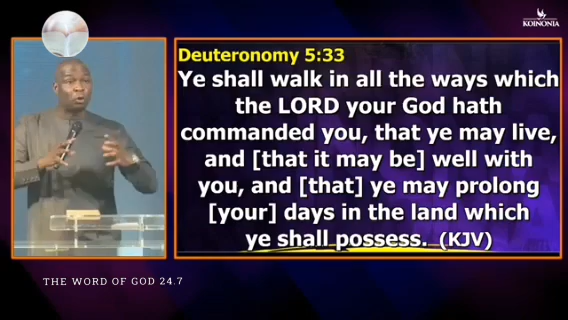 KOINONIA
Deuteronomy 5:33
Ye shall walk in all the ways which
the LORD your God hath
commanded you, that ye may live,
and [that it may be] well with
you, and [that] ye may prolong
[your] days in the land which
ye shall possess. (KJV)
THE WORD OF GOD 24.7